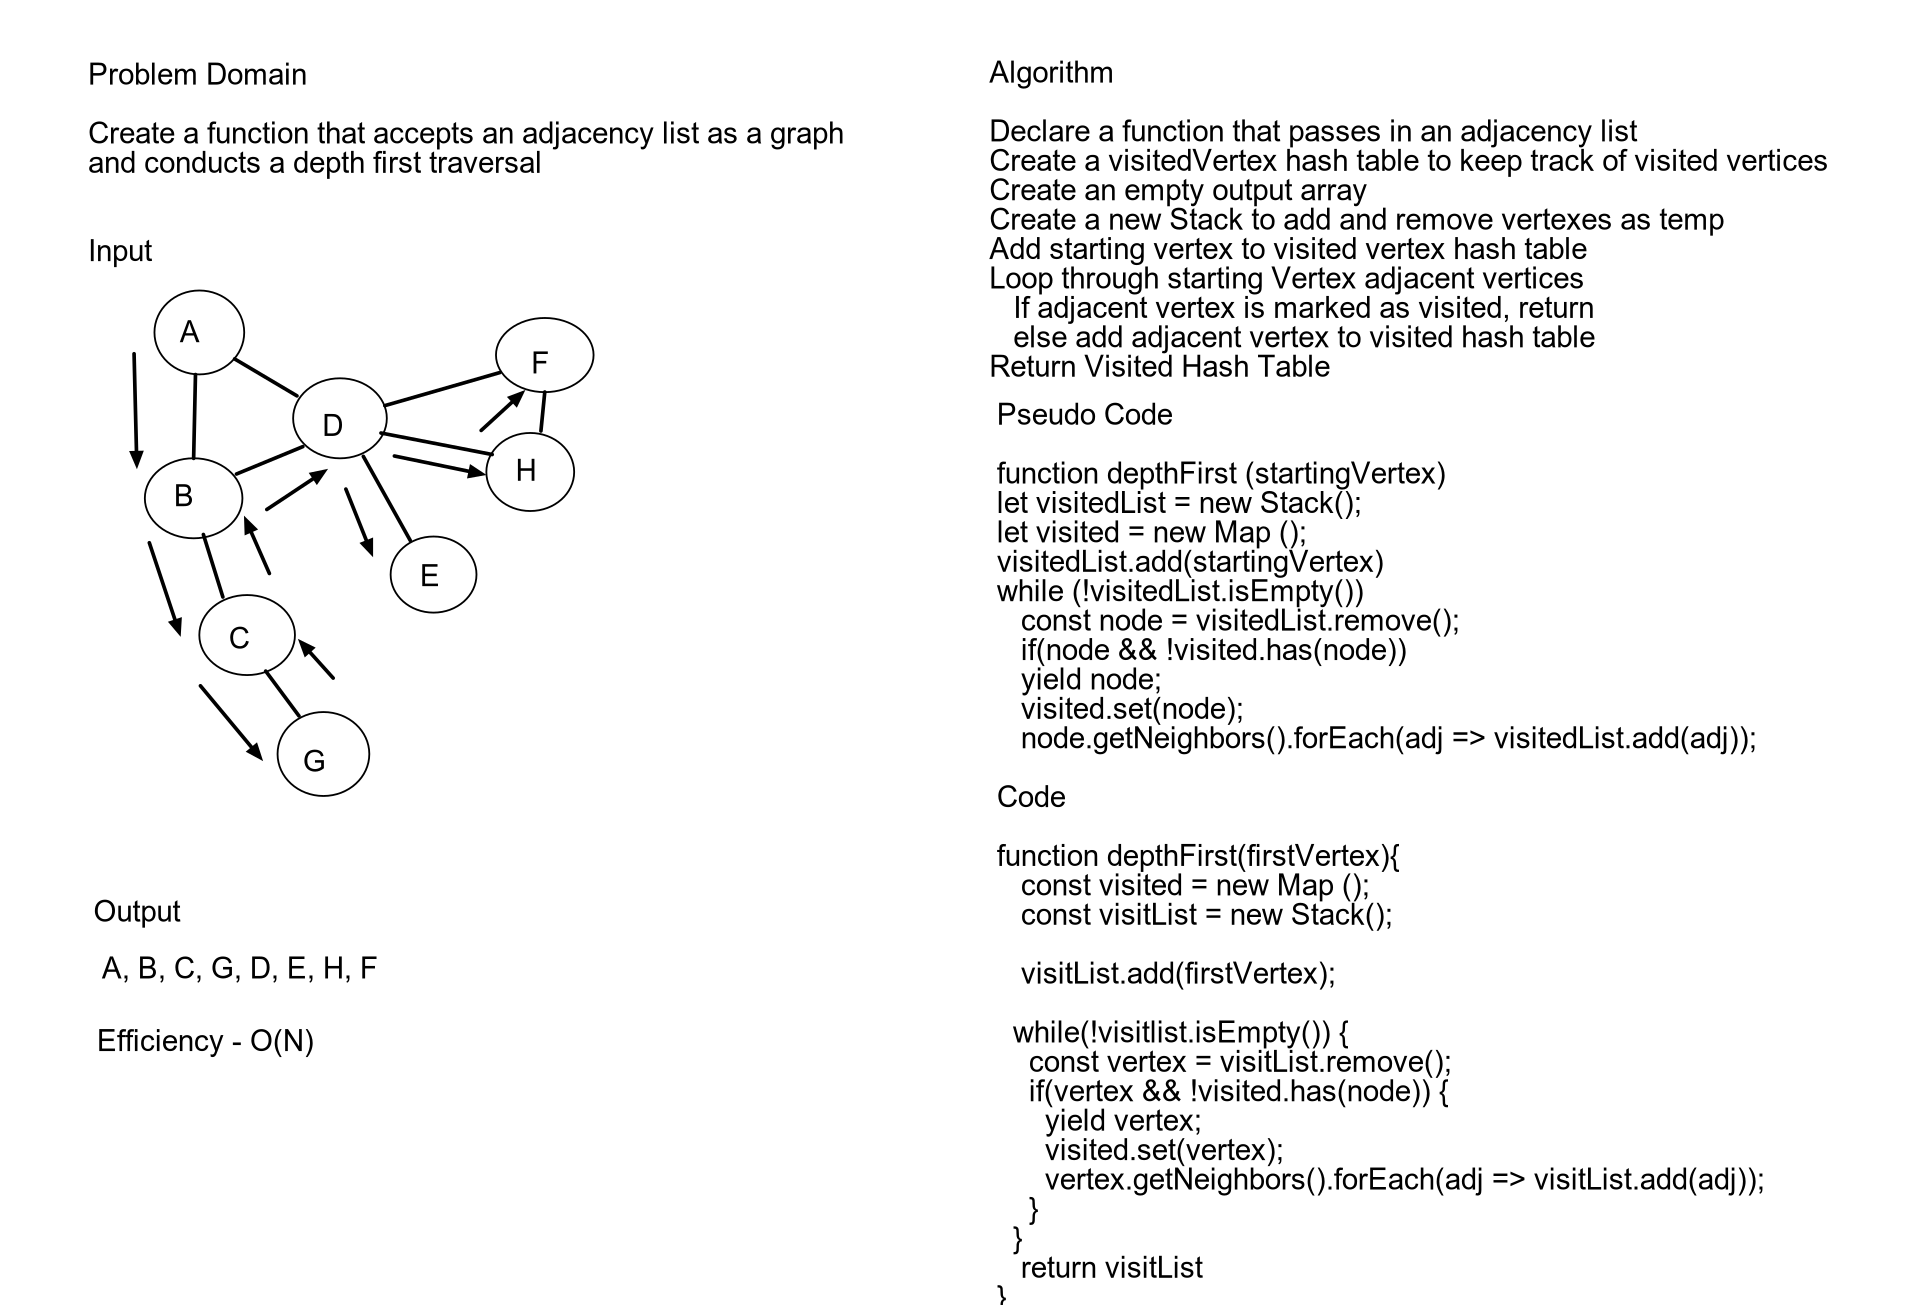 Problem Domain
Create a function that accepts an adjacency list as a graph
and conducts a depth first traversal
Input
A
F
D
H
B
E
C
G
Output
A, B, C, G, D, E, H, F
Efficiency - O(N)
Algorithm
Declare a function that passes in an adjacency list
Create a visitedVertex hash table to keep track of visited vertices
Create an empty output array
Create a new Stack to add and remove vertexes as temp
Add starting vertex to visited vertex hash table
Loop through starting Vertex adjacent vertices
If adjacent vertex is marked as visited, return
else add adjacent vertex to visited hash table
Return Visited Hash Table
Pseudo Code
function depthFirst (startingVertex)
let visitedList = new Stack();
let visited = new Map ();
visitedList.add(startingVertex)
while (!visitedList.isEmpty())
const node = visitedList.remove();
if(node && !visited.has(node))
yield node;
visited.set(node);
node.getNeighbors().forEach(adj => visitedList.add(adj));
Code
function depthFirst(firstVertex){
const visited = new Map ();
const visitList = new Stack();
visitList.add(firstVertex);
while(!visitlist.isEmpty()) {
const vertex = visitList.remove();
if(vertex && !visited.has(node)) {
yield vertex;
visited.set(vertex);
vertex.getNeighbors().forEach(adj => visitList.add(adj));
}
}
return visitList
}